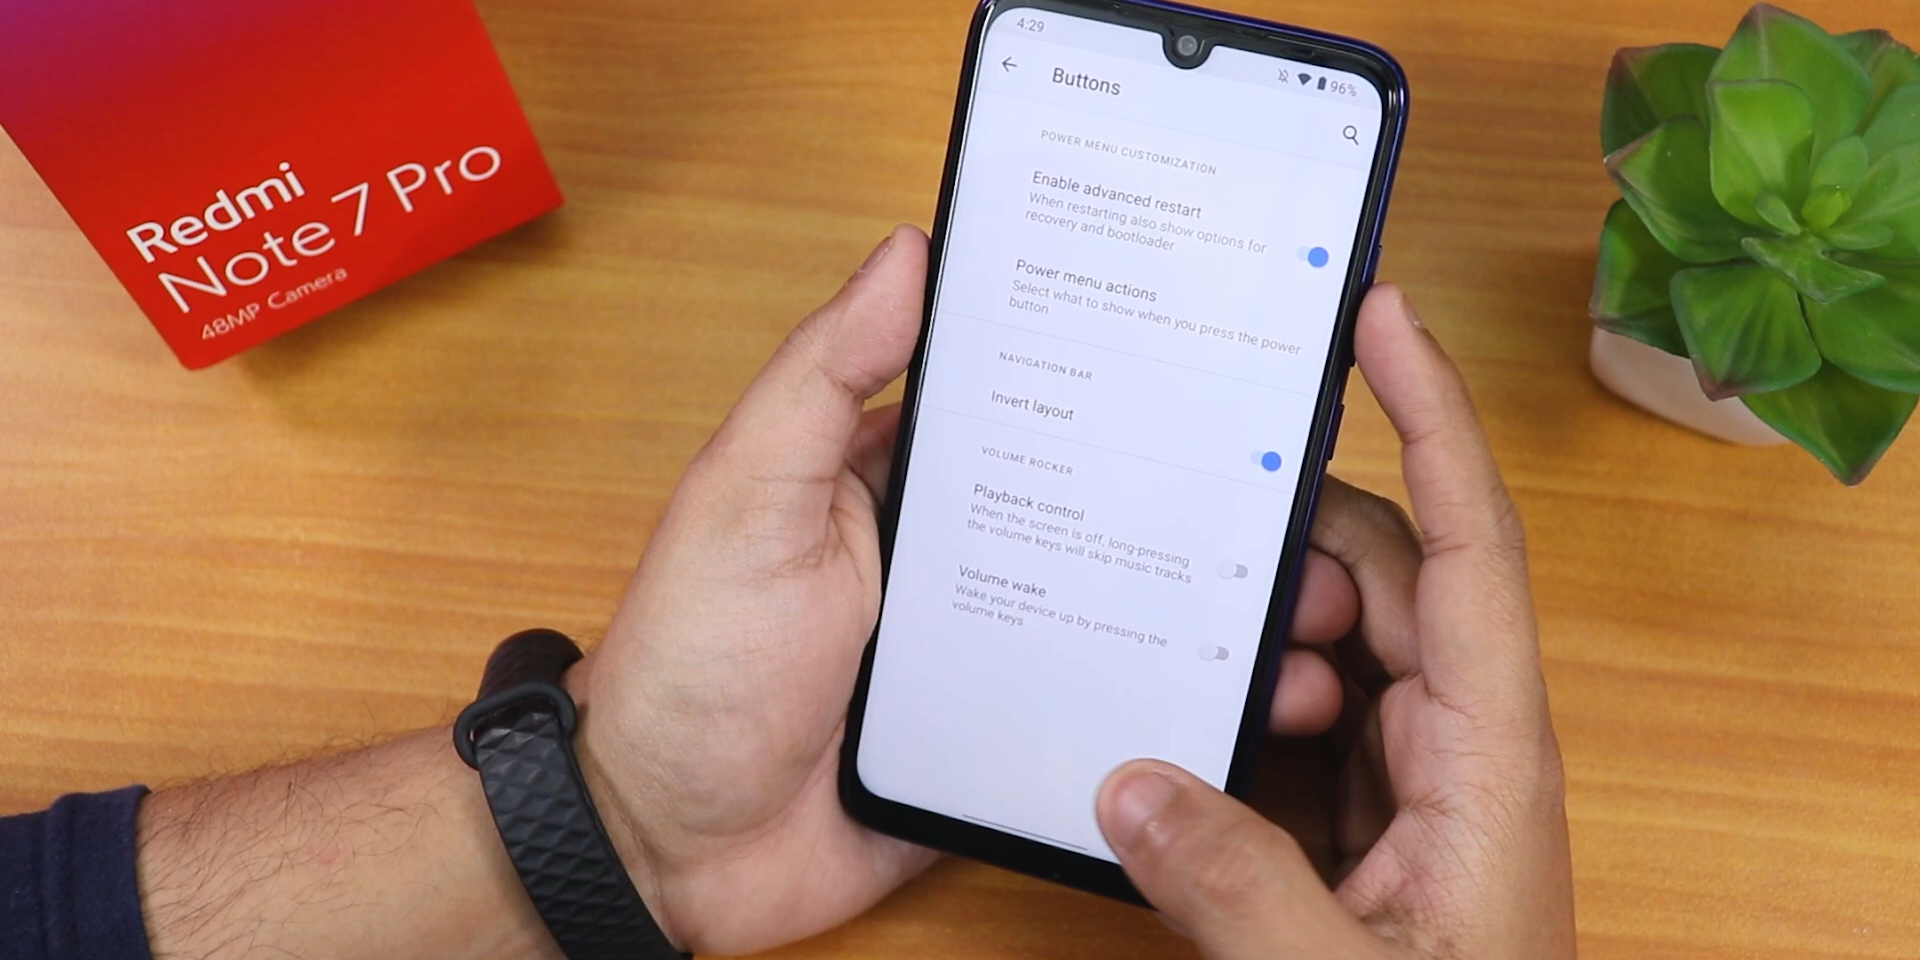 Redmi
Note 7 Pro
48MP Camera
4:29
96%
Buttons
POWER MENU CUSTOMIZATION
Enable advanced restart
When restarting also show options for
recovery and bootloader
Power menu actions
Select what to show when you press the power
button
NAVIGATION BAR
Invert layout
VOLUME ROCKER
Playback control
When the screen is off, long-pressing
the volume keys will skip music tracks
Volume wake
Wake your device up by pressing the
volume keys